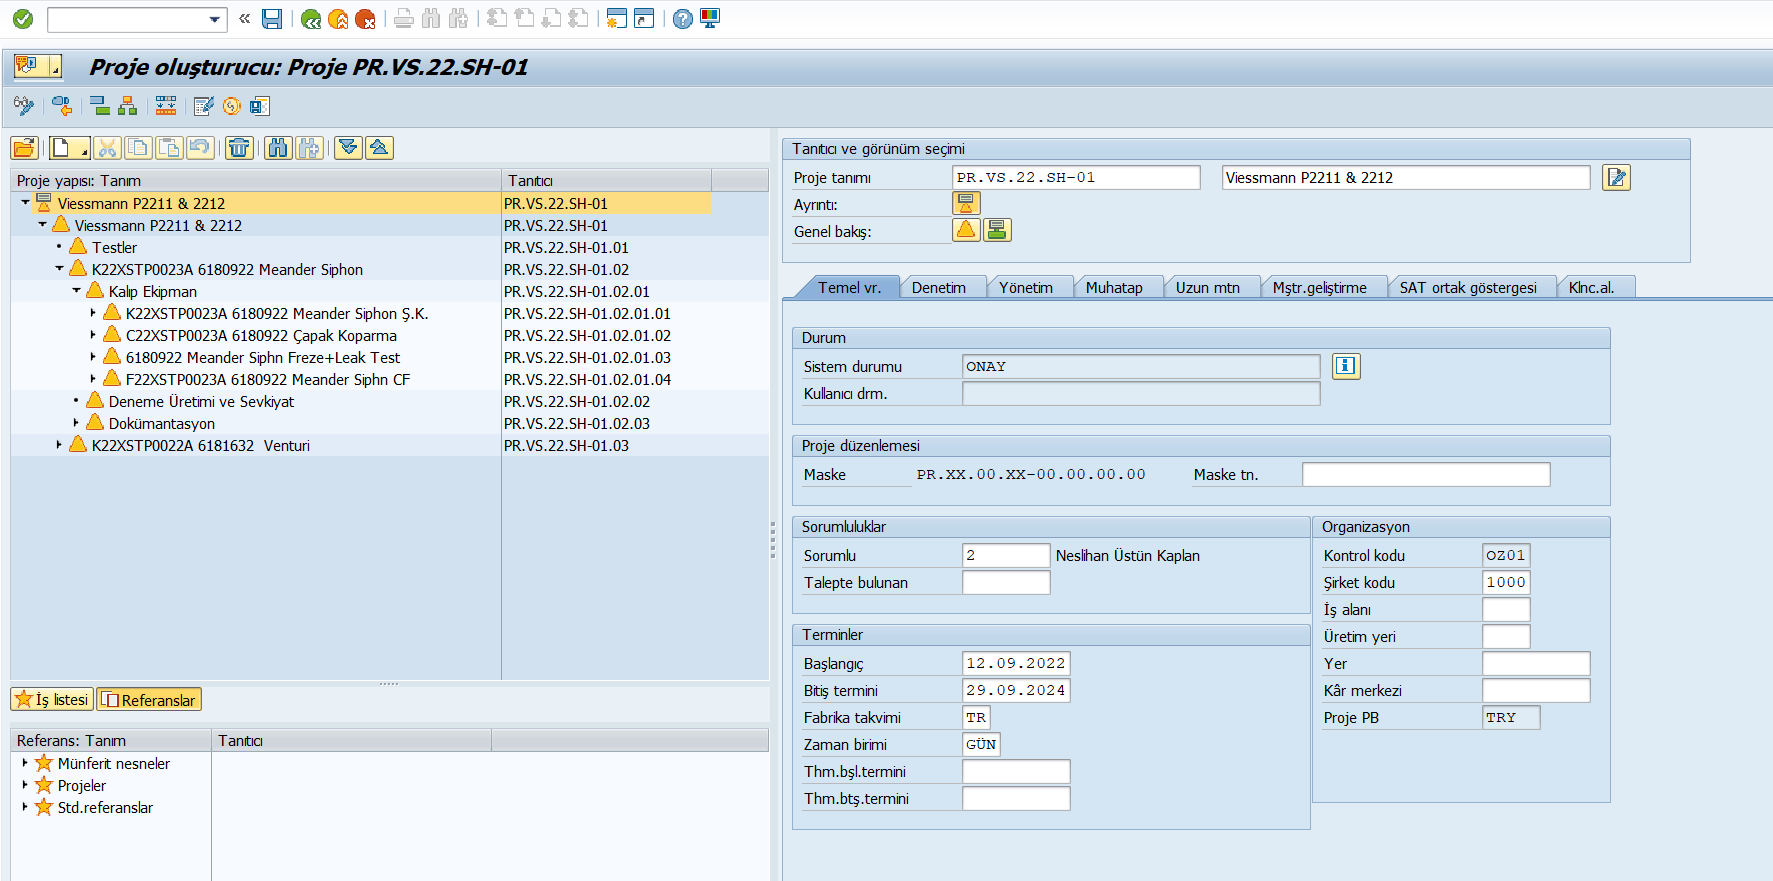 Proje oluşturucu: Proje PR.VS.22.SH-01
Proje yapısı: Tanım Tanıtıcı
Viessmann P2211 & 2212 PR.VS.22.SH-01
Viessmann P2211 & 2212 PR.VS.22.SH-01
Testler PR.VS.22.SH-01.01
K22XSTP0023A 6180922 Meander Siphon PR.VS.22.SH-01.02
Kalıp Ekipman PR.VS.22.SH-01.02.01
K22XSTP0023A 6180922 Meander Siphon Ş.K. PR.VS.22.SH-01.02.01.01
C22XSTP0023A 6180922 Çapak Koparma PR.VS.22.SH-01.02.01.02
6180922 Meander Siphn Freze+Leak Test PR.VS.22.SH-01.02.01.03
F22XSTP0023A 6180922 Meander Siphn CF PR.VS.22.SH-01.02.01.04
Deneme Üretimi ve Sevkiyat PR.VS.22.SH-01.02.02
Dokümantasyon PR.VS.22.SH-01.02.03
K22XSTP0022A 6181632 Venturi PR.VS.22.SH-01.03
İş listesi Referanslar
Referans: Tanım Tanıtıcı
Münferit nesneler
Projeler
Std.referanslar
Tanıtıcı ve görünüm seçimi
Proje tanımı PR.VS.22.SH-01 Viessmann P2211 & 2212
Ayrıntı:
Genel bakış:
Temel vr. Denetim Yönetim Muhatap Uzun mtn Mştr.geliştirme SAT ortak göstergesi Klnc.al.
Durum
Sistem durumu ONAY
Kullanıcı drm.
Proje düzenlemesi
Maske PR.XX.00.XX-00.00.00.00 Maske tn.
Sorumluluklar
Sorumlu 2 Neslihan Üstün Kaplan
Talepte bulunan
Terminler
Başlangıç 12.09.2022
Bitiş termini 29.09.2024
Fabrika takvimi TR
Zaman birimi GÜN
Thm.bşl.termini
Thm.btş.termini
Organizasyon
Kontrol kodu OZ01
Şirket kodu 1000
İş alanı
Üretim yeri
Yer
Kâr merkezi
Proje PB TRY